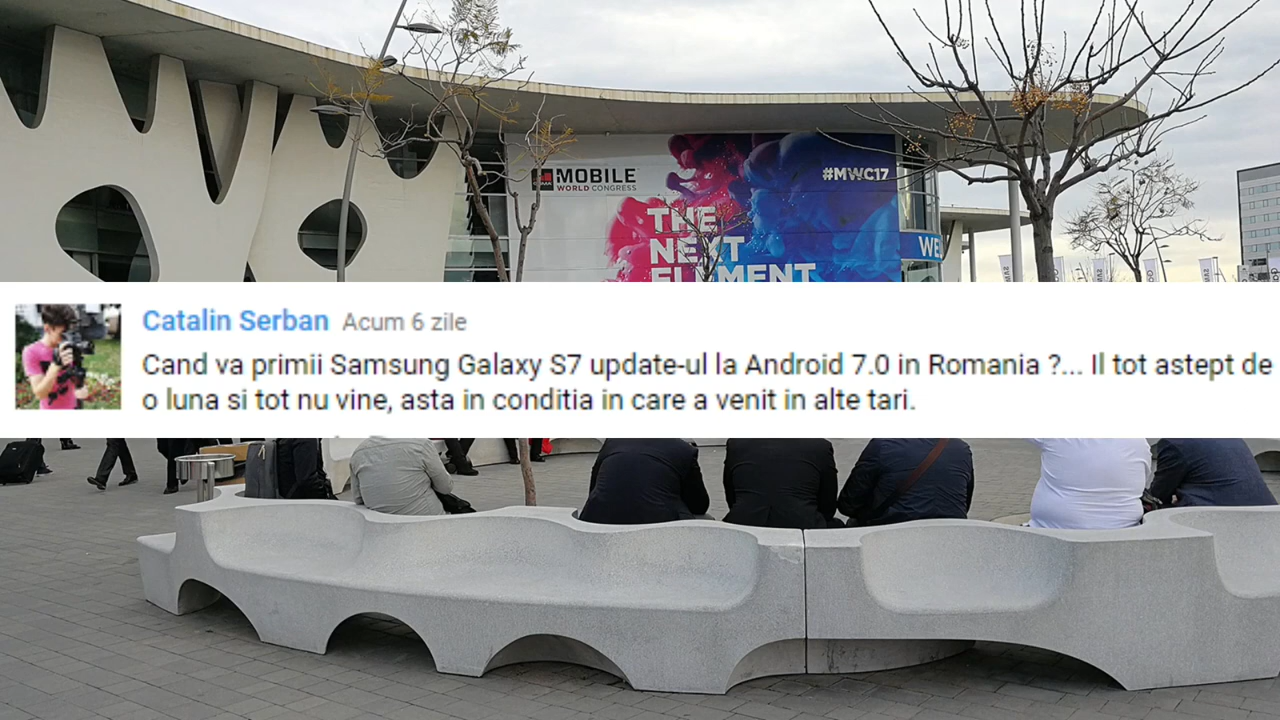 MOBILE
WORLD CONGRESS
#MWC17
THE
NEXT
ELEMENT
WE
Catalin Serban Acum 6 zile
Cand va primii Samsung Galaxy S7 update-ul la Android 7.0 in Romania ?... Il tot astept de
o luna si tot nu vine, asta in conditia in care a venit in alte tari.